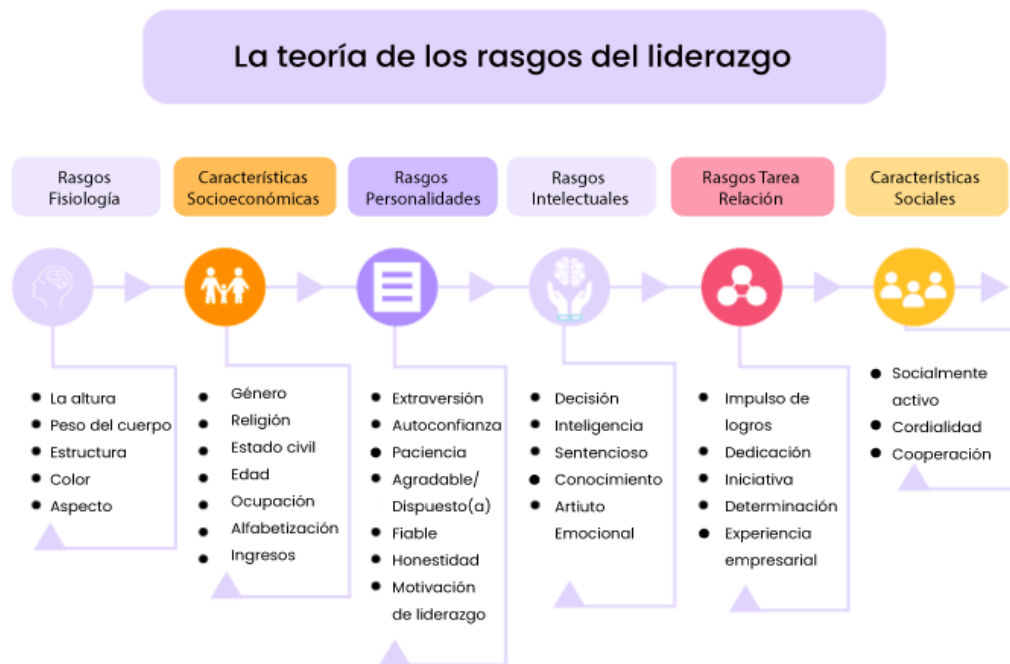 La teoría de los rasgos del liderazgo
Rasgos
Fisiología
Características
Socioeconómicas
Rasgos
Personalidades
Rasgos
Intelectuales
Rasgos Tarea
Relación
Características
Sociales
La altura
Peso del cuerpo
Estructura
Color
Aspecto
Género
Religión
Estado civil
Edad
Ocupación
Alfabetización
Ingresos
Extraversión
Autoconfianza
Paciencia
Agradable/
Dispuesto(a)
Fiable
Honestidad
Motivación
de liderazgo
Decisión
Inteligencia
Sentencioso
Conocimiento
Artiuto
Emocional
Impulso de
logros
Dedicación
Iniciativa
Determinación
Experiencia
empresarial
Socialmente
activo
Cordialidad
Cooperación